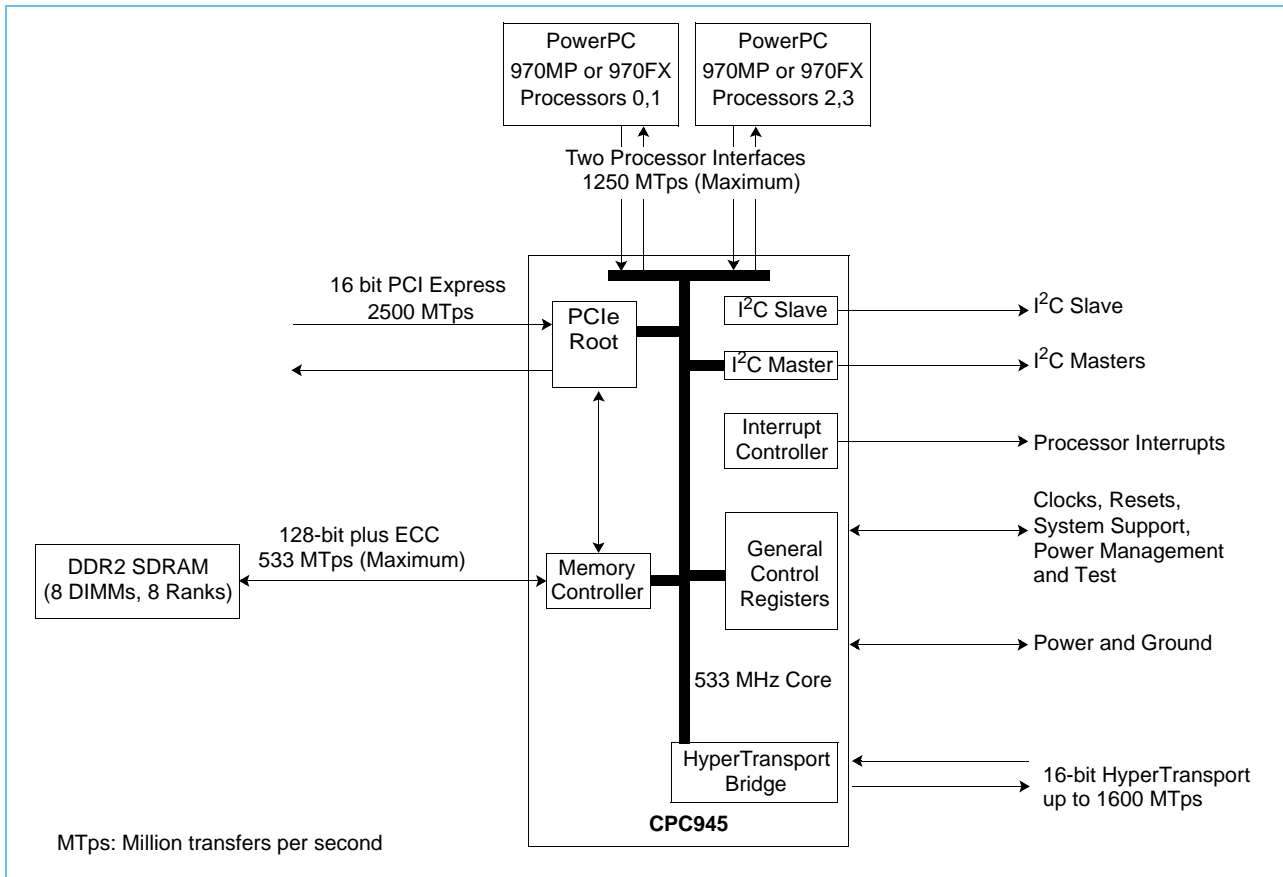 PowerPC
970MP or 970FX
Processors 0,1
PowerPC
970MP or 970FX
Processors 2,3
Two Processor Interfaces
1250 MTps (Maximum)
16 bit PCI Express
2500 MTps
PCIe
Root
I²C Slave
I²C Slave
I²C Master
I²C Masters
Interrupt
Controller
Processor Interrupts
Clocks, Resets,
System Support,
Power Management
and Test
General
Control
Registers
128-bit plus ECC
533 MTps (Maximum)
DDR2 SDRAM
(8 DIMMs, 8 Ranks)
Memory
Controller
Power and Ground
533 MHz Core
HyperTransport
Bridge
16-bit HyperTransport
up to 1600 MTps
CPC945
MTps: Million transfers per second